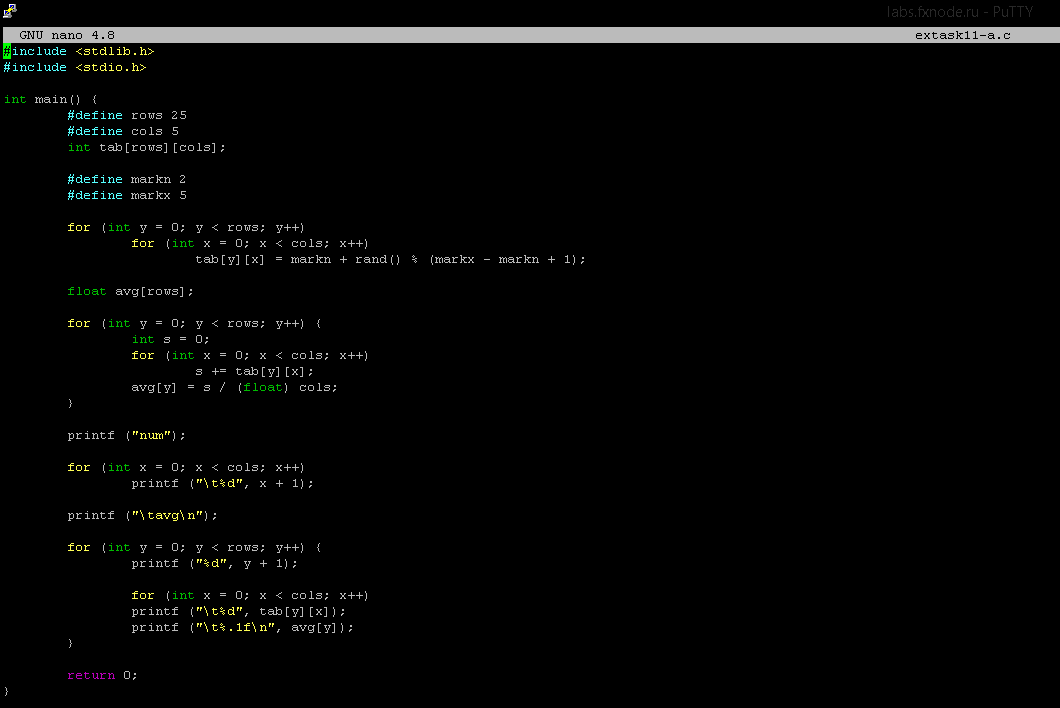 labs.fxnode.ru - PuTTY
GNU nano 4.8 extask11-a.c
#include <stdlib.h>
#include <stdio.h>
int main() {
#define rows 25
#define cols 5
int tab[rows][cols];
#define markn 2
#define markx 5
for (int y = 0; y < rows; y++)
for (int x = 0; x < cols; x++)
tab[y][x] = markn + rand() % (markx - markn + 1);
float avg[rows];
for (int y = 0; y < rows; y++) {
int s = 0;
for (int x = 0; x < cols; x++)
s += tab[y][x];
avg[y] = s / (float) cols;
}
printf ("num");
for (int x = 0; x < cols; x++)
printf ("\t%d", x + 1);
printf ("\tavg\n");
for (int y = 0; y < rows; y++) {
printf ("%d", y + 1);
for (int x = 0; x < cols; x++)
printf ("\t%d", tab[y][x]);
printf ("\t%.1f\n", avg[y]);
}
return 0;
}